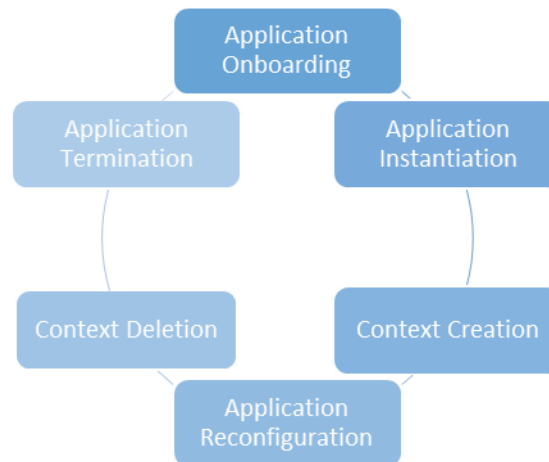 Application
Onboarding
Application
Instantiation
Context Creation
Application
Reconfiguration
Context Deletion
Application
Termination